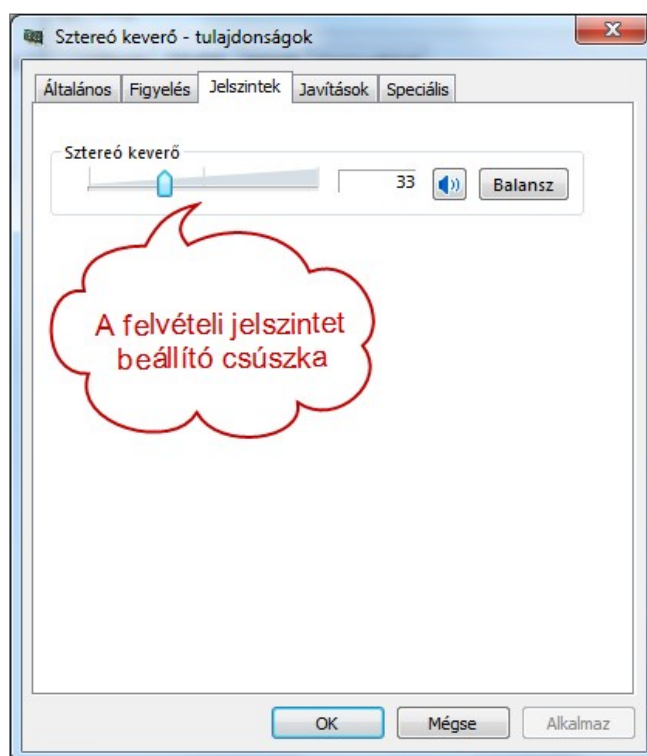 Sztereó keverő - tulajdonságok
Általános Figyelés Jelszintek Javítások Speciális
Sztereó keverő
33 Balansz
A felvételi jelszintet
beállító csúszka
OK Mégse Alkalmaz